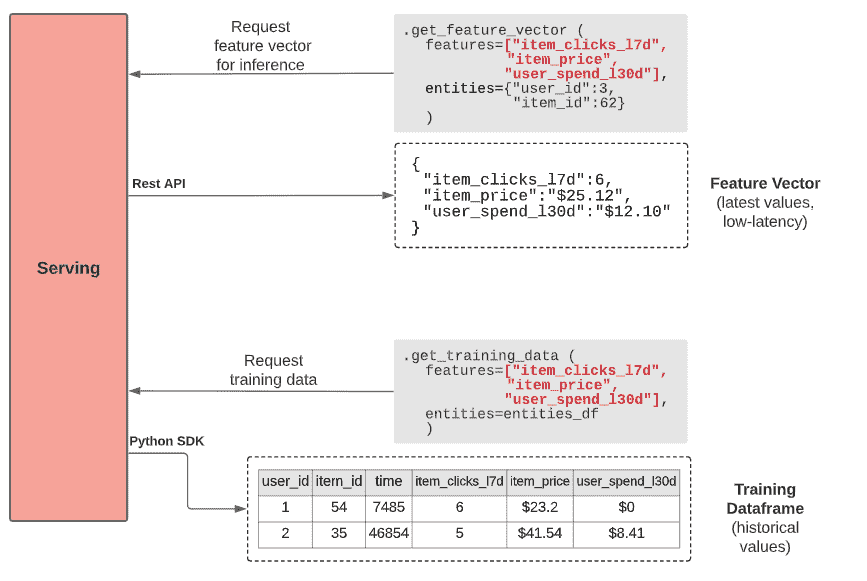 Request
feature vector
for inference
.get_feature_vector (
features=["item_clicks_l7d",
"item_price",
"user_spend_l30d"],
entities={"user_id":3,
"item_id":62}
)
Rest API
{
"item_clicks_l7d":6,
"item_price":"$25.12",
"user_spend_l30d":"$12.10"
}
Feature Vector
(latest values,
low-latency)
Serving
Request
training data
.get_training_data (
features=["item_clicks_l7d",
"item_price",
"user_spend_l30d"],
entities=entities_df
)
Python SDK
user_id itern_id time item_clicks_l7d item_price user_spend_l30d
1 54 7485 6 $23.2 $0
2 35 46854 5 $41.54 $8.41
Training
Dataframe
(historical
values)